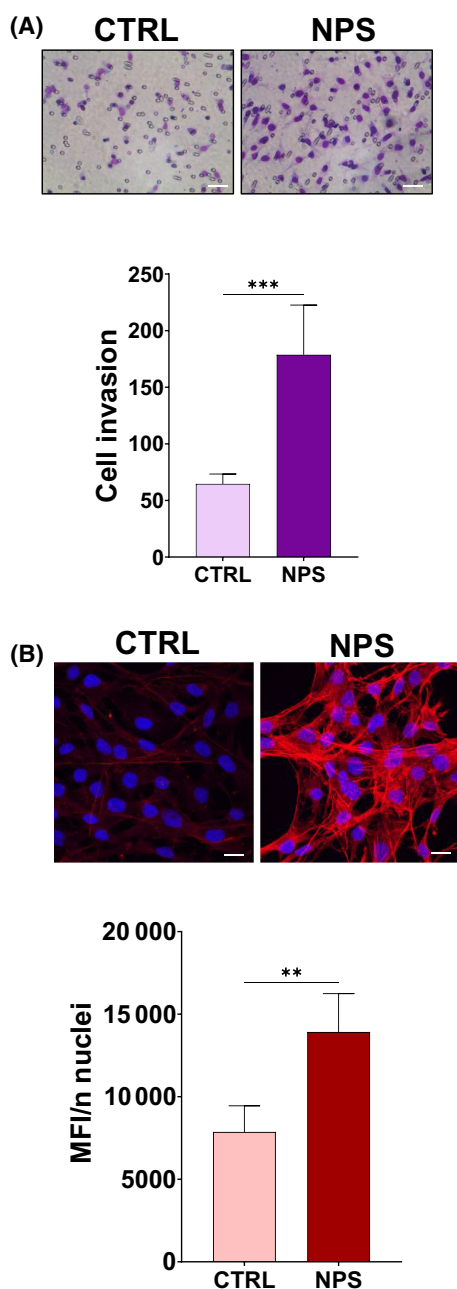 (A)
CTRL NPS
250
200
150
100
50
0
Cell invasion
***
CTRL NPS
(B)
CTRL NPS
20 000
15 000
10 000
5000
0
MFI/n nuclei
**
CTRL NPS